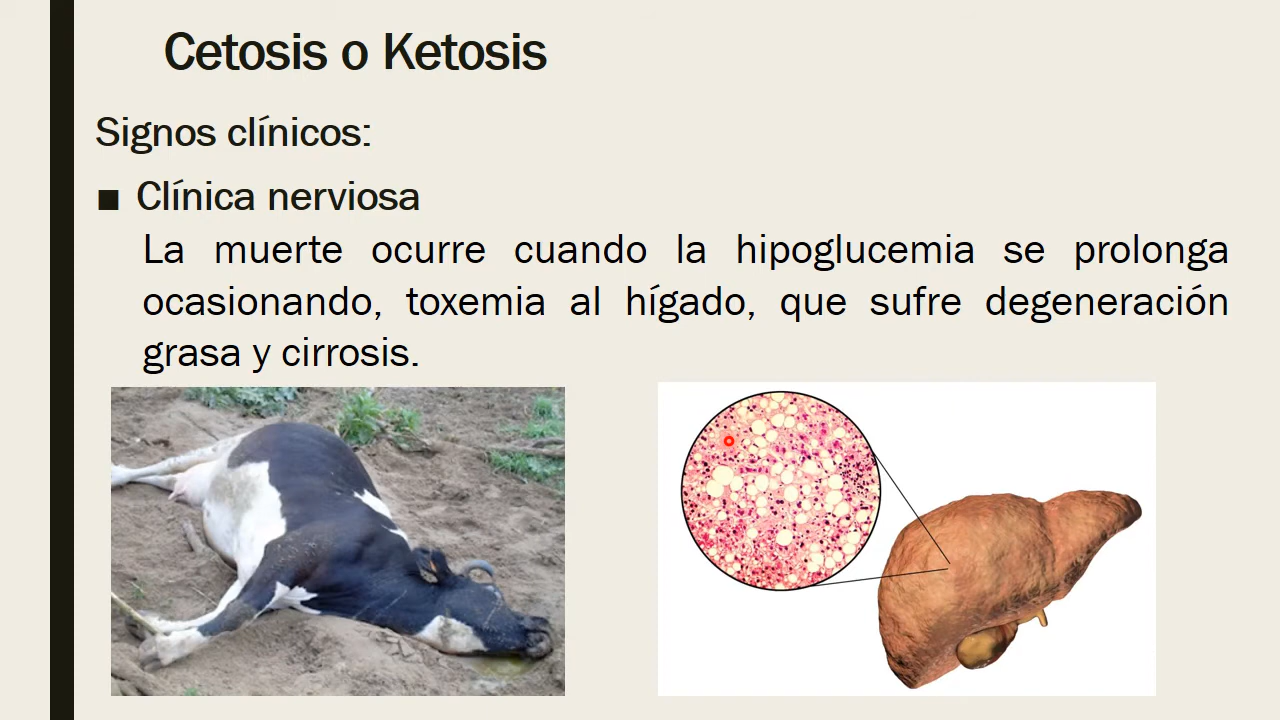 Cetosis o Ketosis
Signos clínicos:
■ Clínica nerviosa
La muerte ocurre cuando la hipoglucemia se prolonga
ocasionando, toxemia al hígado, que sufre degeneración
grasa y cirrosis.